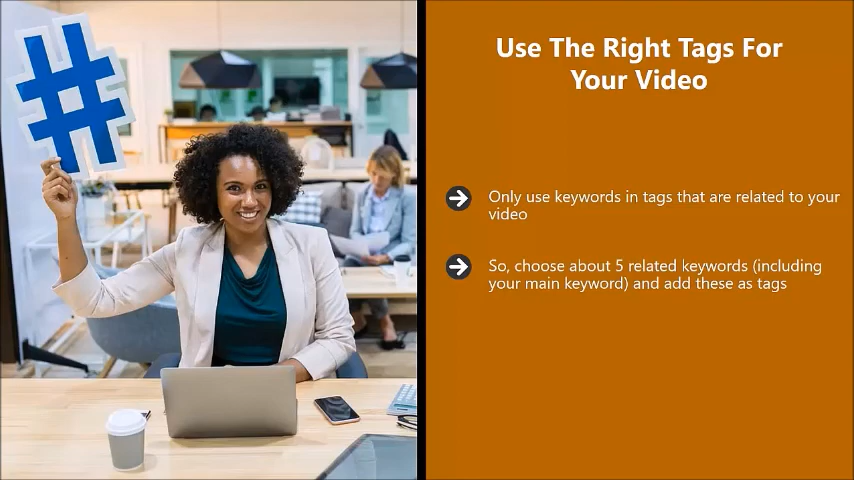 Use The Right Tags For
Your Video
Only use keywords in tags that are related to your
video
So, choose about 5 related keywords (including
your main keyword) and add these as tags
#